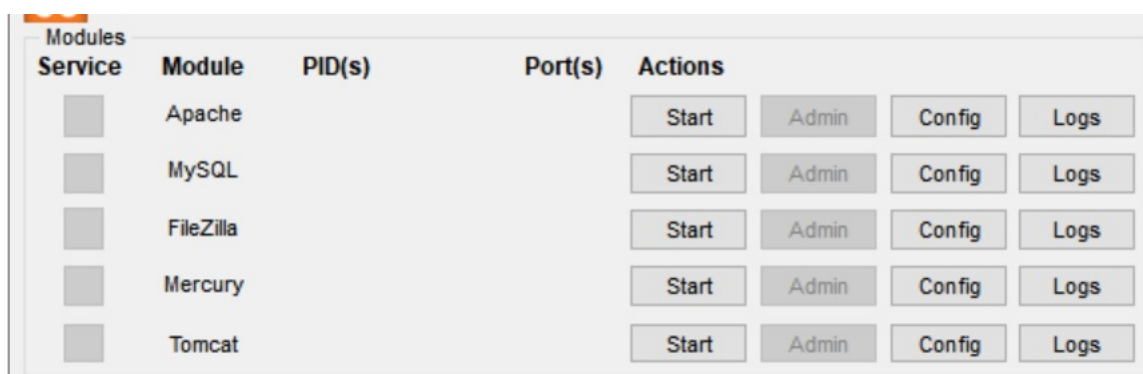 Modules
Service Module PID(s) Port(s) Actions
Apache Start Admin Config Logs
MySQL Start Admin Config Logs
FileZilla Start Admin Config Logs
Mercury Start Admin Config Logs
Tomcat Start Admin Config Logs